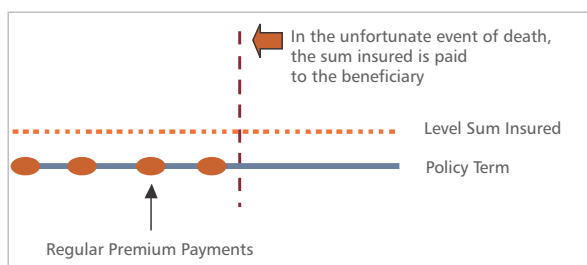 In the unfortunate event of death,
the sum insured is paid
to the beneficiary
Level Sum Insured
Policy Term
Regular Premium Payments